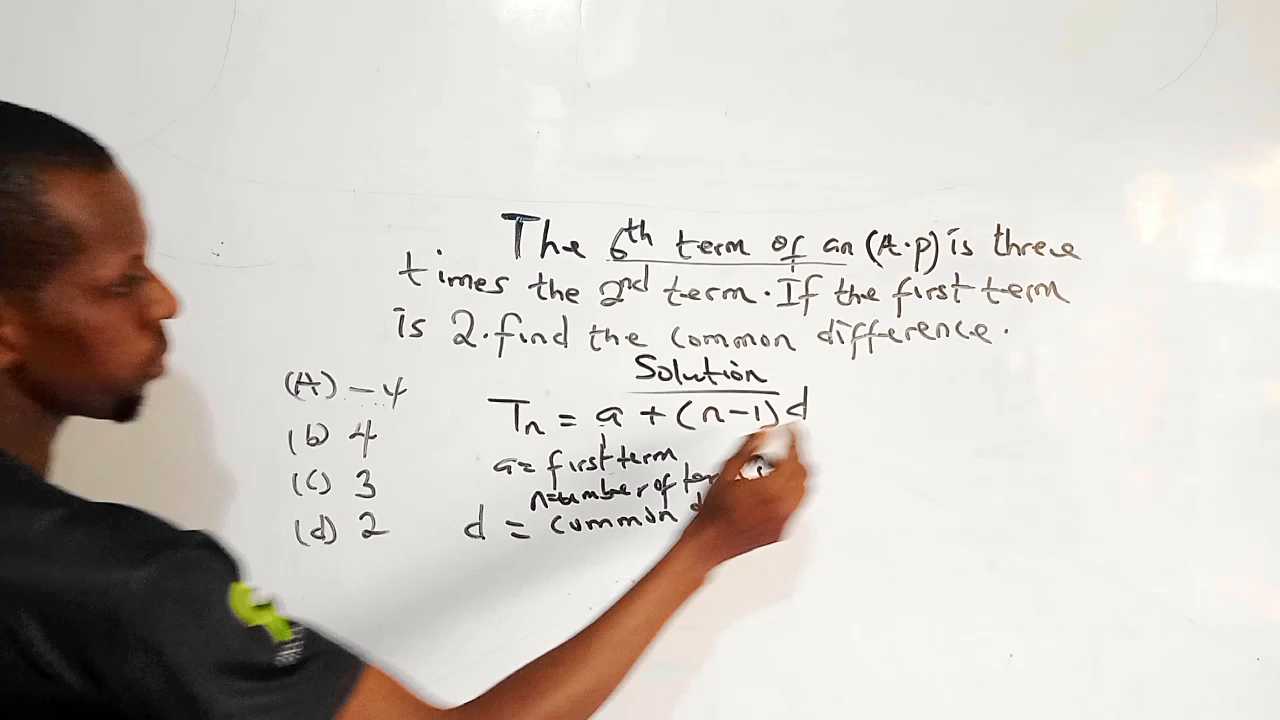 The 6th term of an (A.p) is three
times the 2nd term. If the first term
is 2. find the common difference.
Solution
(A) -4
(b) 4
(c) 3
(d) 2
Tn = a + (n-1)d
a = first term
n = number of
d = common